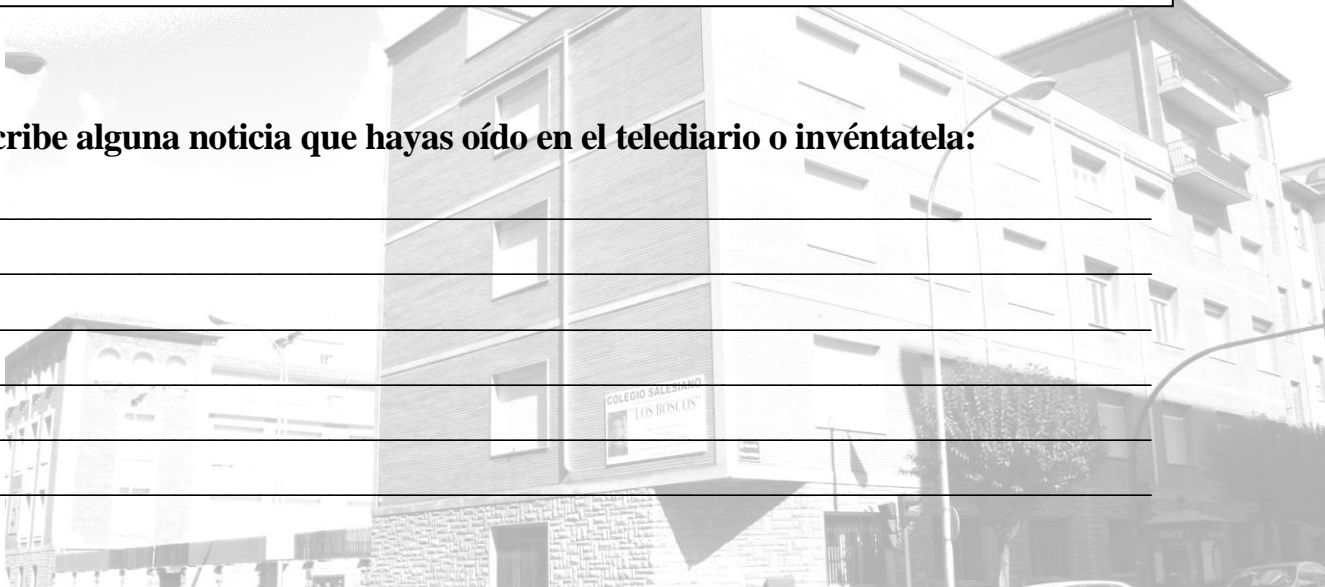 cribe alguna noticia que hayas oído en el telediario o invéntatela:
COLEGIO SALESIANO
"LOS BOSCOS"